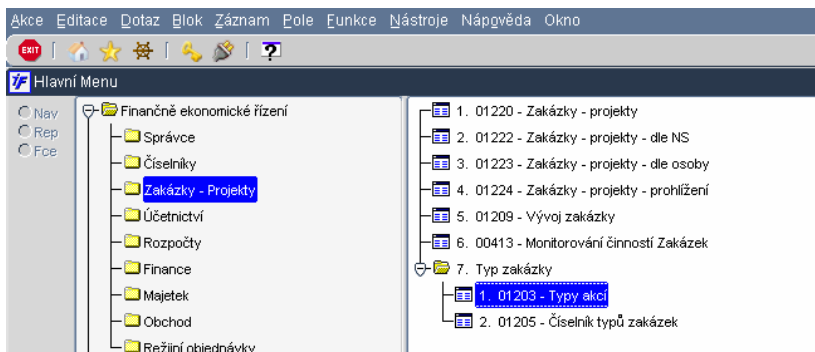 Akce Editace Dotaz Blok Záznam Pole Funkce Nástroje Nápověda Okno
EXIT
iF Hlavní Menu
Nav
Rep
Fce
Finančně ekonomické řízení
Správce
Číselníky
Zakázky - Projekty
Účetnictví
Rozpočty
Finance
Majetek
Obchod
Režijní objednávky
1. 01220 - Zakázky - projekty
2. 01222 - Zakázky - projekty - dle NS
3. 01223 - Zakázky - projekty - dle osoby
4. 01224 - Zakázky - projekty - prohlížení
5. 01209 - Vývoj zakázky
6. 00413 - Monitorování činností Zakázek
7. Typ zakázky
1. 01203 - Typy akcí
2. 01205 - Číselník typů zakázek